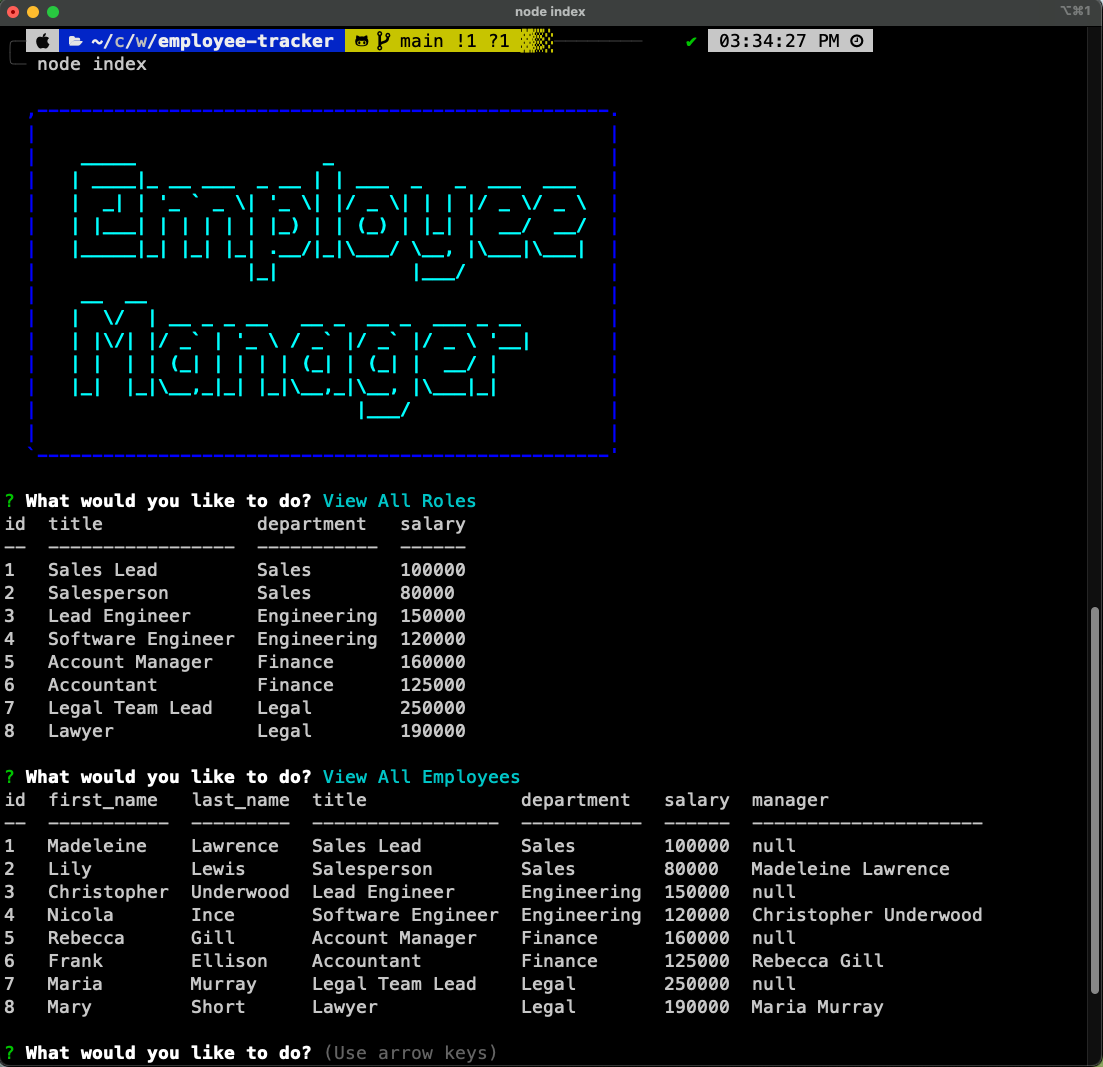 node index
⌥⌘1
~/c/w/employee-tracker main !1 ?1 ✔ 03:34:27 PM
node index
Employee
Manager
? What would you like to do? View All Roles
id title department salary
-- ----------------- ----------- ------
1 Sales Lead Sales 100000
2 Salesperson Sales 80000
3 Lead Engineer Engineering 150000
4 Software Engineer Engineering 120000
5 Account Manager Finance 160000
6 Accountant Finance 125000
7 Legal Team Lead Legal 250000
8 Lawyer Legal 190000
? What would you like to do? View All Employees
id first_name last_name title department salary manager
-- ----------- --------- ----------------- ----------- ------ ---------------------
1 Madeleine Lawrence Sales Lead Sales 100000 null
2 Lily Lewis Salesperson Sales 80000 Madeleine Lawrence
3 Christopher Underwood Lead Engineer Engineering 150000 null
4 Nicola Ince Software Engineer Engineering 120000 Christopher Underwood
5 Rebecca Gill Account Manager Finance 160000 null
6 Frank Ellison Accountant Finance 125000 Rebecca Gill
7 Maria Murray Legal Team Lead Legal 250000 null
8 Mary Short Lawyer Legal 190000 Maria Murray
? What would you like to do? (Use arrow keys)